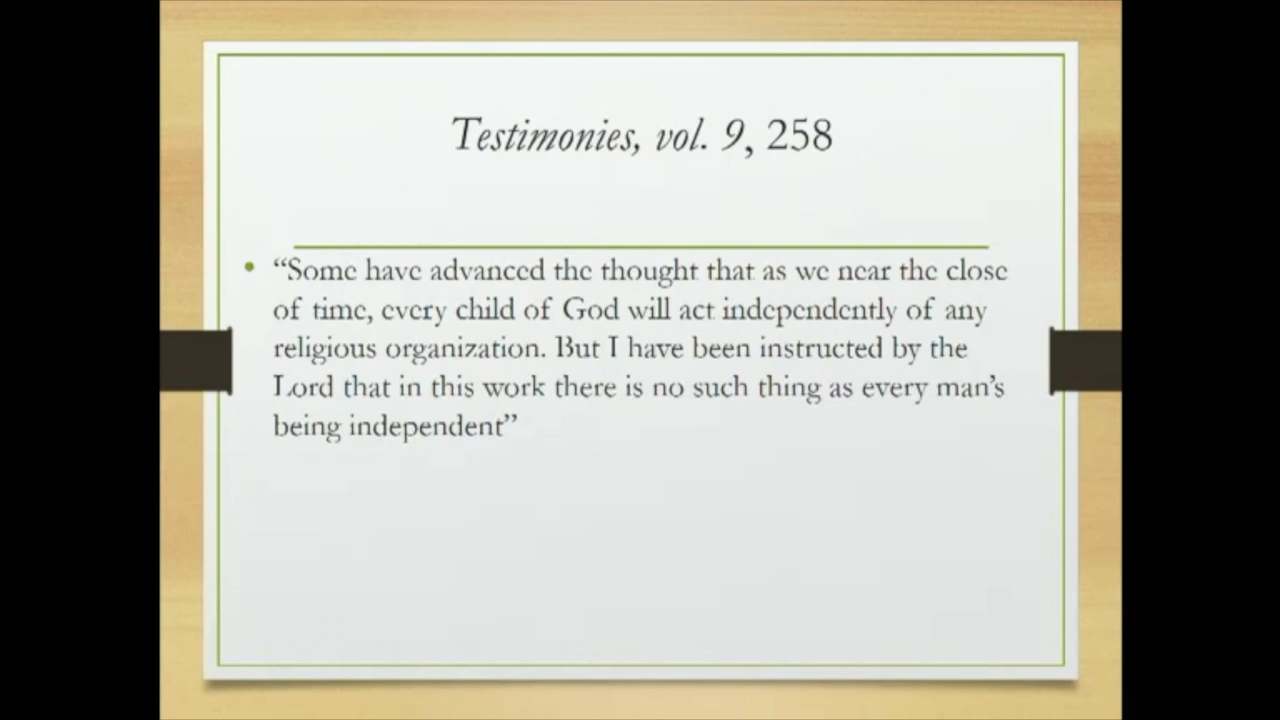 Testimonies, vol. 9, 258
• “Some have advanced the thought that as we near the close
of time, every child of God will act independently of any
religious organization. But I have been instructed by the
Lord that in this work there is no such thing as every man’s
being independent”